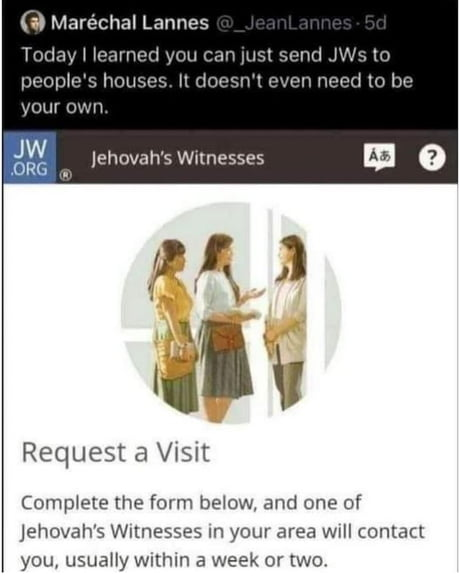 Maréchal Lannes @_JeanLannes · 5d
Today I learned you can just send JWs to
people's houses. It doesn't even need to be
your own.
JW
.ORG
®
Jehovah's Witnesses
Áあ
?
Request a Visit
Complete the form below, and one of
Jehovah's Witnesses in your area will contact
you, usually within a week or two.